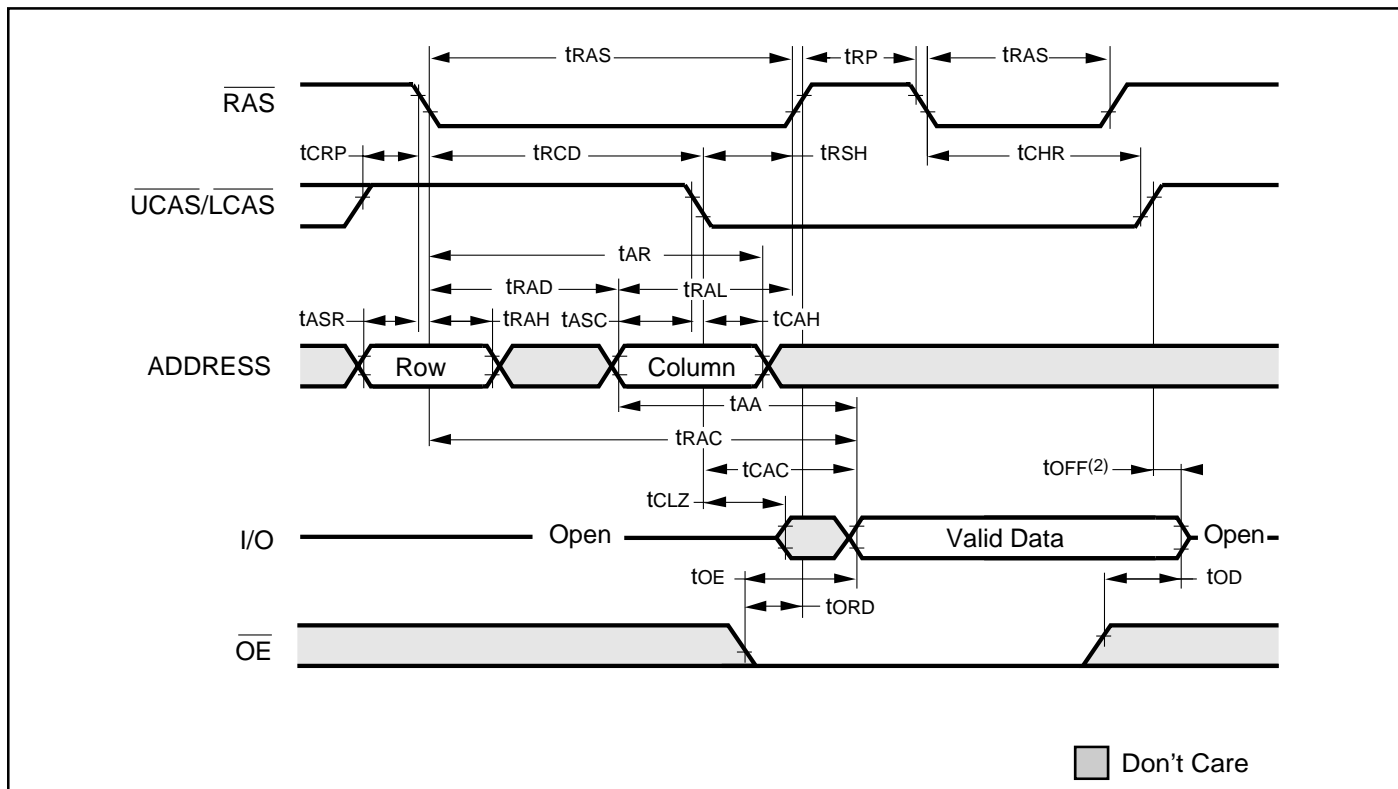 tRAS tRP tRAS
RAS
tCRP tRCD tRSH tCHR
UCAS/LCAS
tAR
tRAD tRAL
tASR tRAH tASC tCAH
ADDRESS Row Column
tAA
tRAC
tCAC tOFF(2)
tCLZ
I/O Open Valid Data Open
tOE tOD
tORD
OE
Don't Care